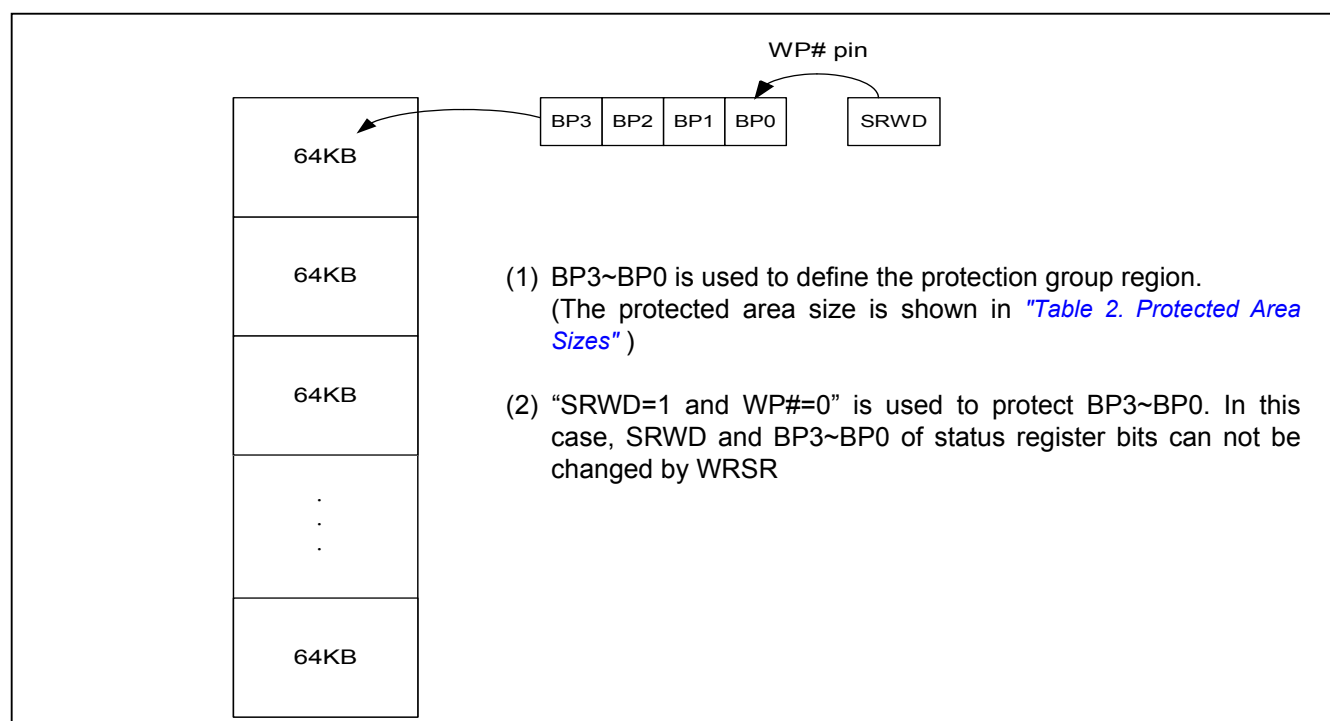 WP# pin
BP3 BP2 BP1 BP0 SRWD
64KB
64KB
(1) BP3~BP0 is used to define the protection group region.
(The protected area size is shown in "Table 2. Protected Area
Sizes" )
64KB
(2) “SRWD=1 and WP#=0” is used to protect BP3~BP0. In this
case, SRWD and BP3~BP0 of status register bits can not be
changed by WRSR
.
.
.
64KB